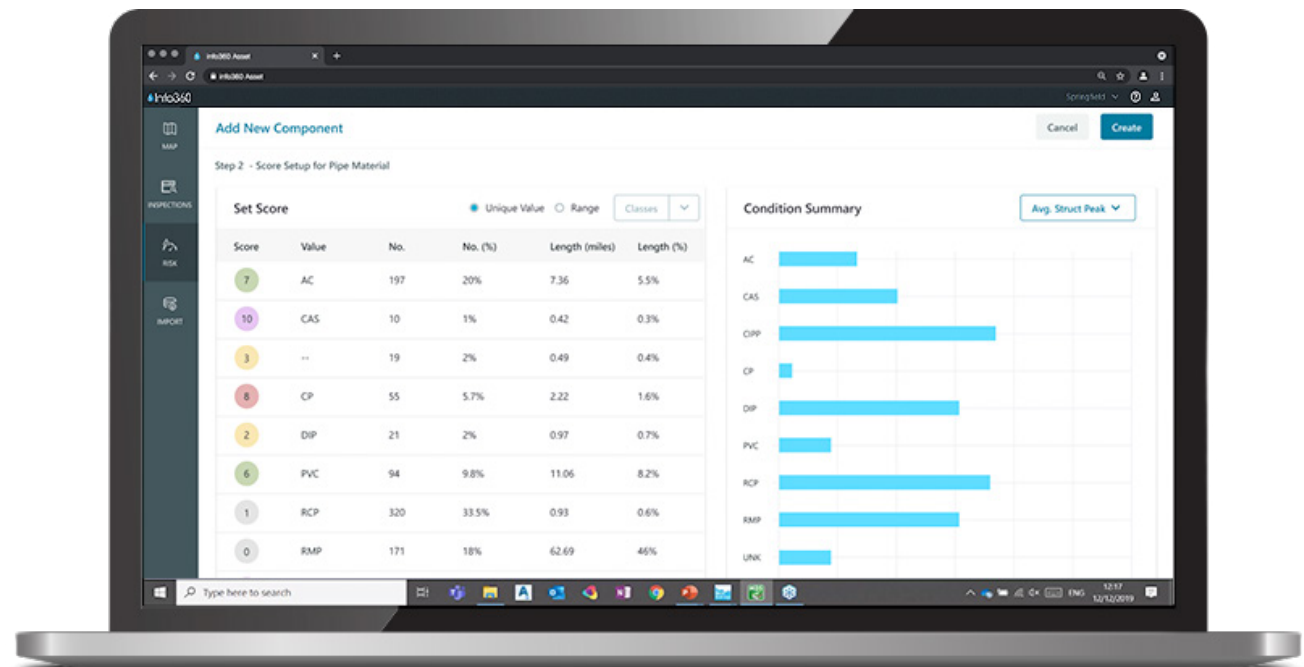 info360 Asset
info360 Asset
Info360
Springfield
MAP
INSPECTIONS
RISK
IMPORT
Add New Component
Cancel
Create
Step 2 - Score Setup for Pipe Material
Set Score
Unique Value
Range
Classes
Score Value No. No. (%) Length (miles) Length (%)
7 AC 197 20% 7.36 5.5%
10 CAS 10 1% 0.42 0.3%
3 -- 19 2% 0.49 0.4%
8 CP 55 5.7% 2.22 1.6%
2 DIP 21 2% 0.97 0.7%
6 PVC 94 9.8% 11.06 8.2%
1 RCP 320 33.5% 0.93 0.6%
0 RMP 171 18% 62.69 46%
Condition Summary
Avg. Struct Peak
AC
CAS
CIPP
CP
DIP
PVC
RCP
RMP
UNK
Type here to search
ENG
12:17
12/12/2019